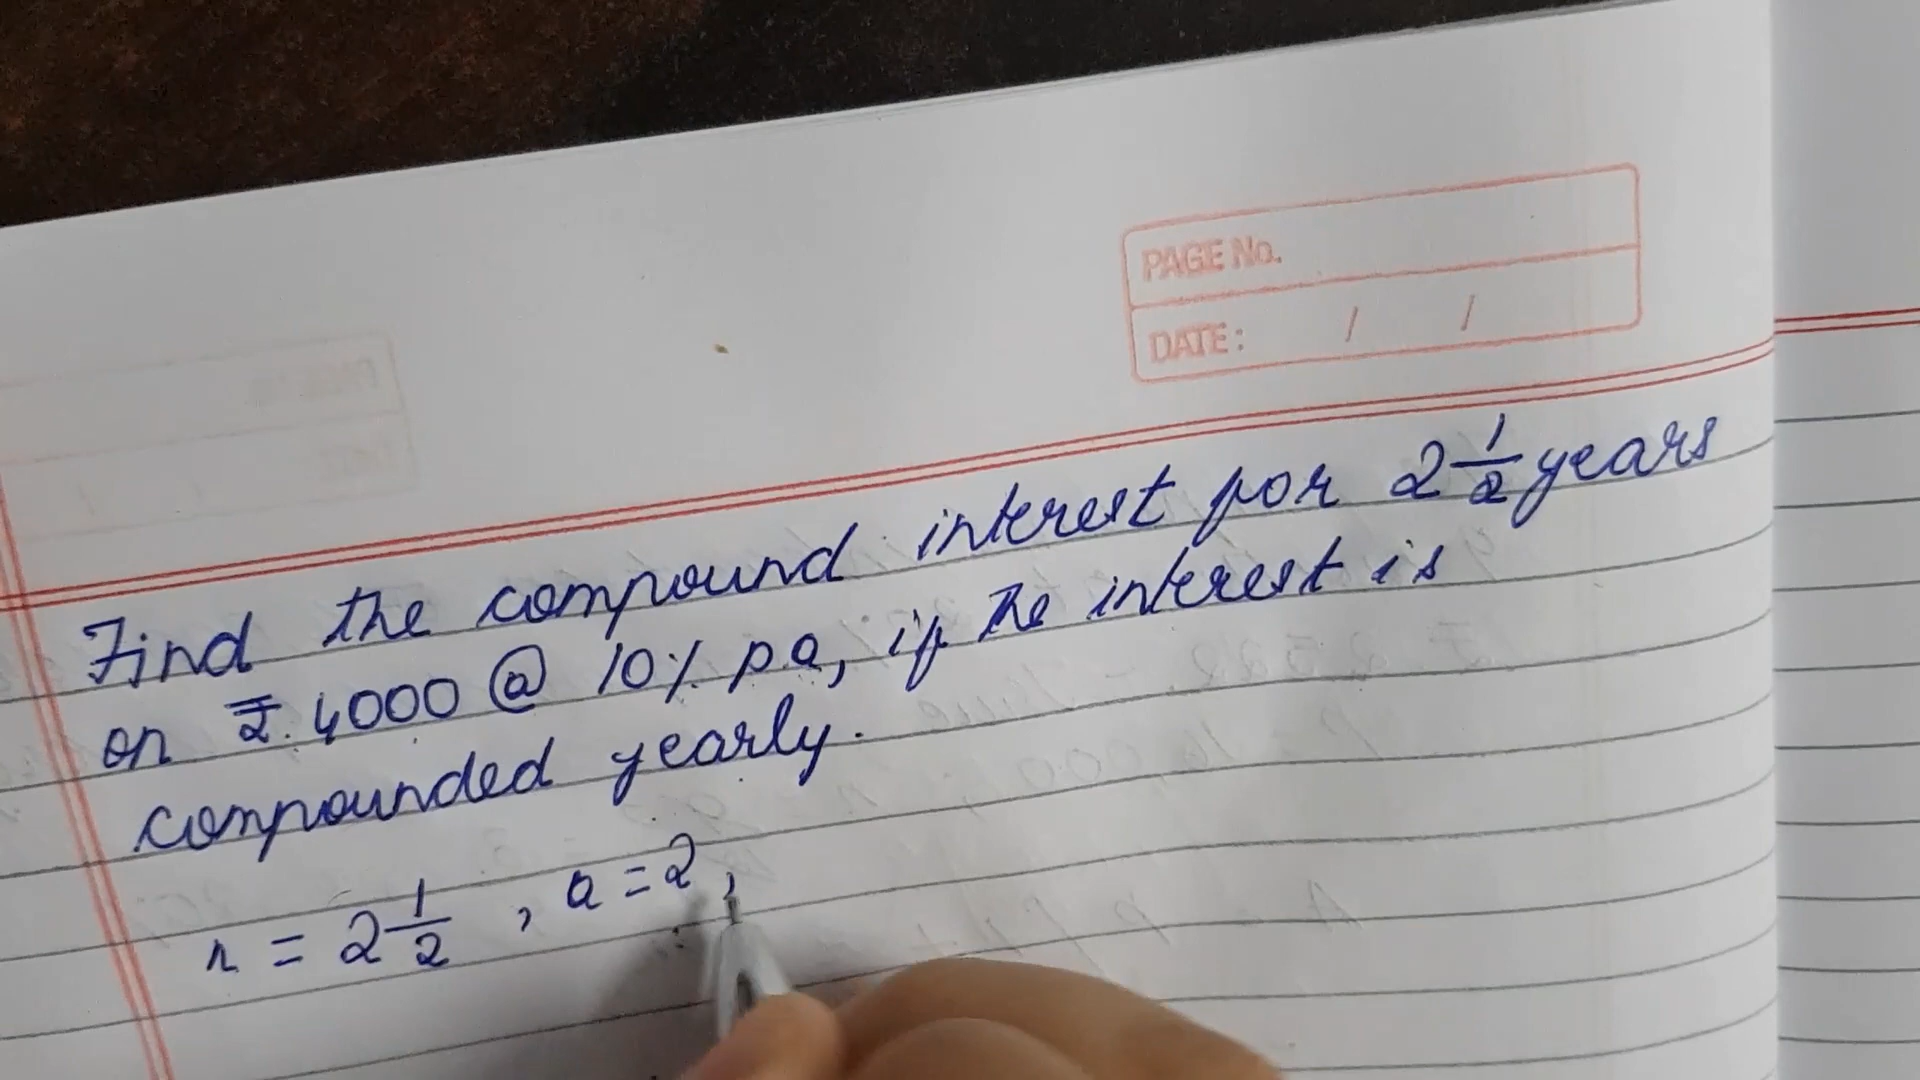 PAGE No.
DATE: / /
Find the compound interest for 2 1/2 years
on ₹.4000 @ 10% p.a, if the interest is
compounded yearly.
n = 2 1/2 , a = 2 ,